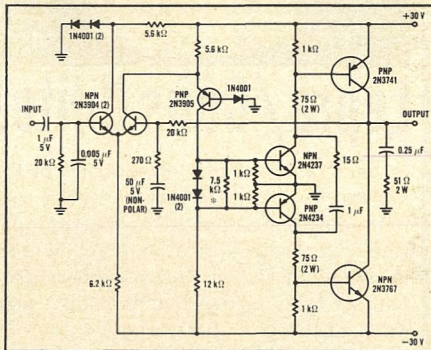 +30 V
1N4001 (2)
5.6 kΩ
5.6 kΩ
1 kΩ
PNP
2N3741
PNP
2N3905
1N4001
NPN
2N3904 (2)
75 Ω
(2 W)
INPUT
OUTPUT
20 kΩ
1 μF
5 V
0.005 μF
5 V
20 kΩ
270 Ω
50 μF
5 V
(NON-
POLAR)
1N4001
(2)
7.5
kΩ
*
1 kΩ
1 kΩ
NPN
2N4237
PNP
2N4234
15 Ω
1 μF
0.25 μF
51 Ω
2 W
75 Ω
(2 W)
NPN
2N3767
6.2 kΩ
12 kΩ
1 kΩ
−30 V